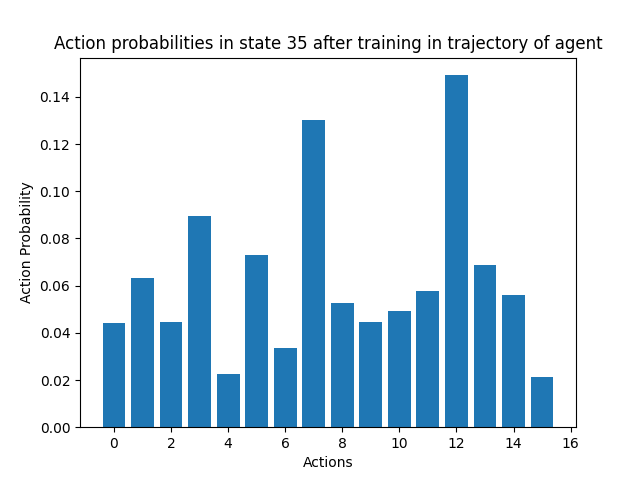 Action probabilities in state 35 after training in trajectory of agent
0.14
0.12
0.10
0.08
0.06
0.04
0.02
0.00
Action Probability
0 2 4 6 8 10 12 14 16
Actions